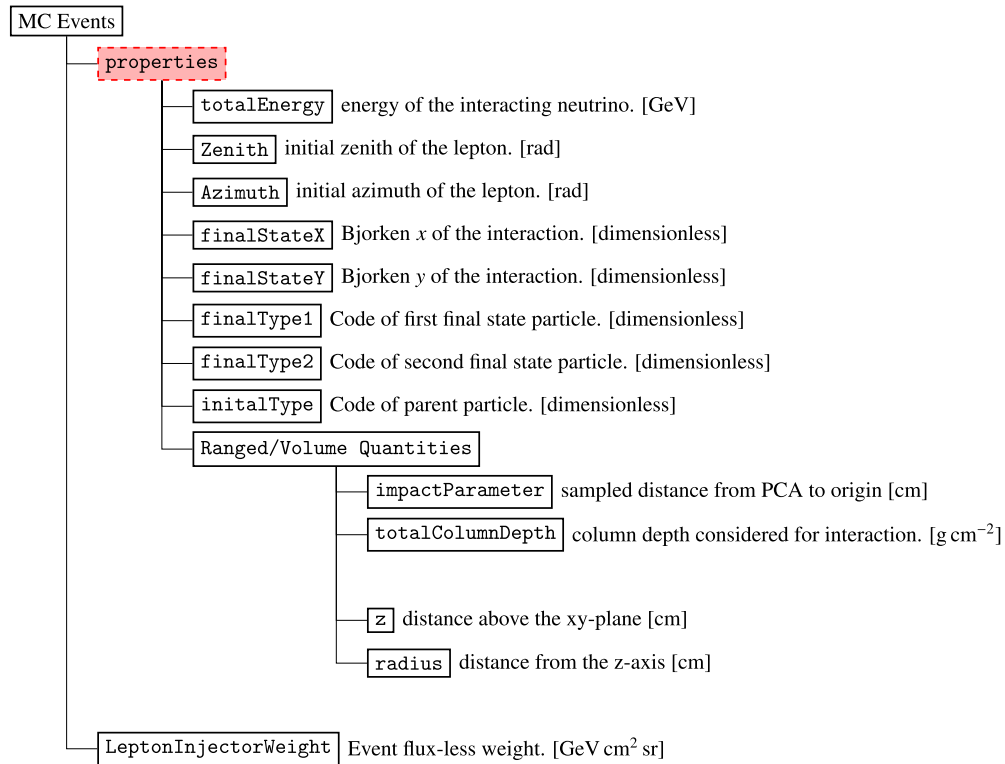 MC Events
properties
totalEnergy energy of the interacting neutrino. [GeV]
Zenith initial zenith of the lepton. [rad]
Azimuth initial azimuth of the lepton. [rad]
finalStateX Bjorken x of the interaction. [dimensionless]
finalStateY Bjorken y of the interaction. [dimensionless]
finalType1 Code of first final state particle. [dimensionless]
finalType2 Code of second final state particle. [dimensionless]
initalType Code of parent particle. [dimensionless]
Ranged/Volume Quantities
impactParameter sampled distance from PCA to origin [cm]
totalColumnDepth column depth considered for interaction. [g cm⁻²]
z distance above the xy-plane [cm]
radius distance from the z-axis [cm]
LeptonInjectorWeight Event flux-less weight. [GeV cm² sr]